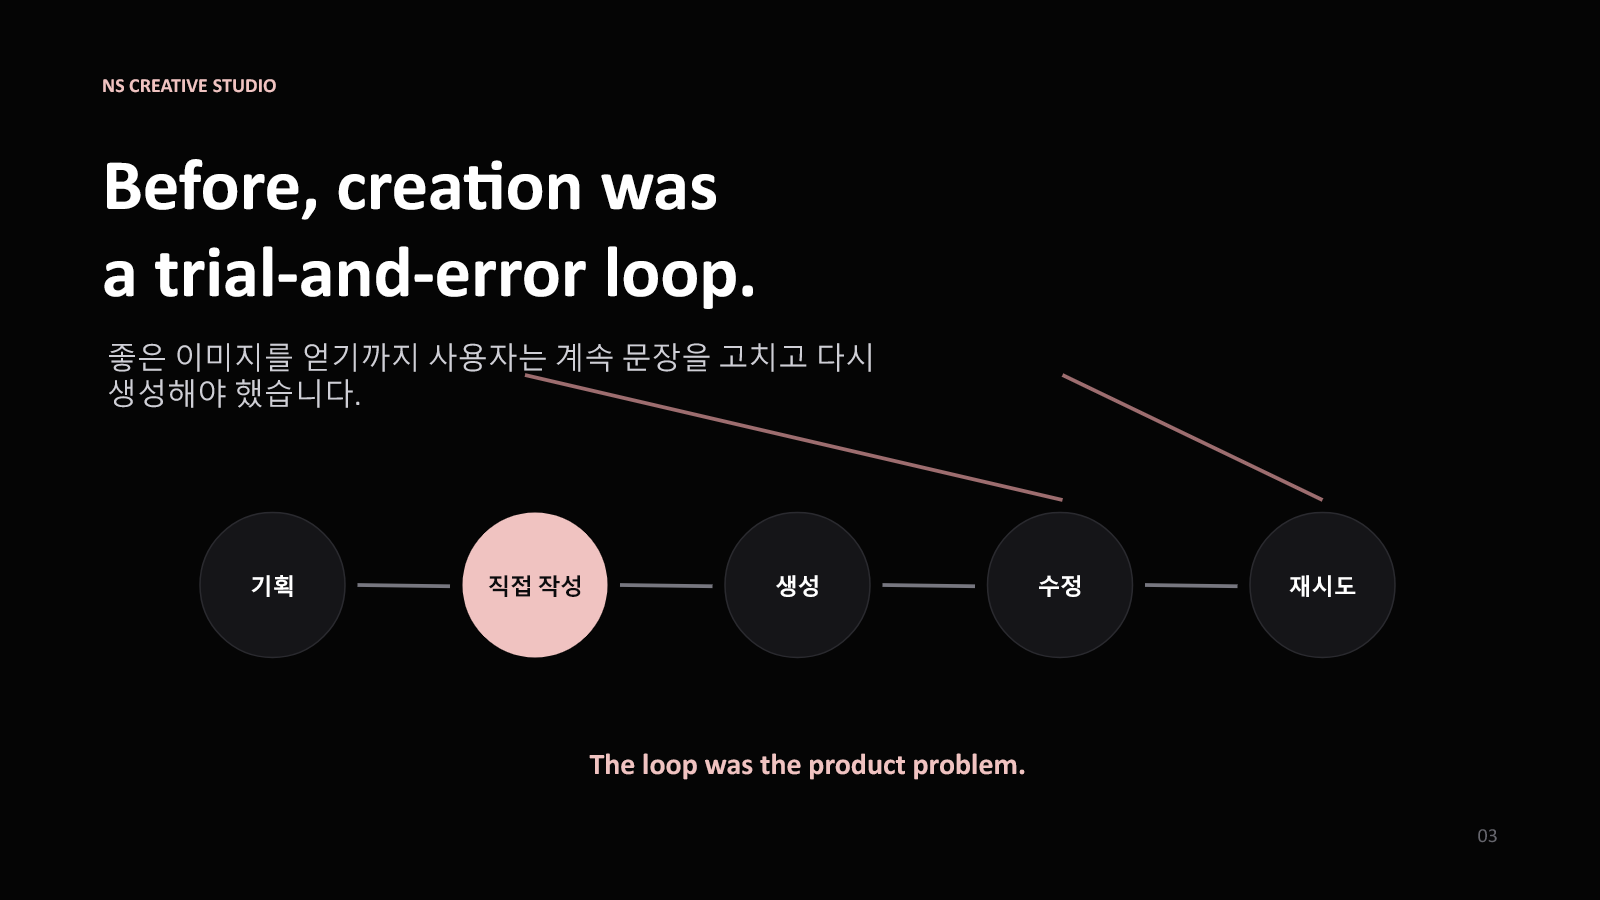 NS CREATIVE STUDIO
Before, creation was
a trial-and-error loop.
좋은 이미지를 얻기까지 사용자는 계속 문장을 고치고 다시
생성해야 했습니다.
기획
직접 작성
생성
수정
재시도
The loop was the product problem.
03